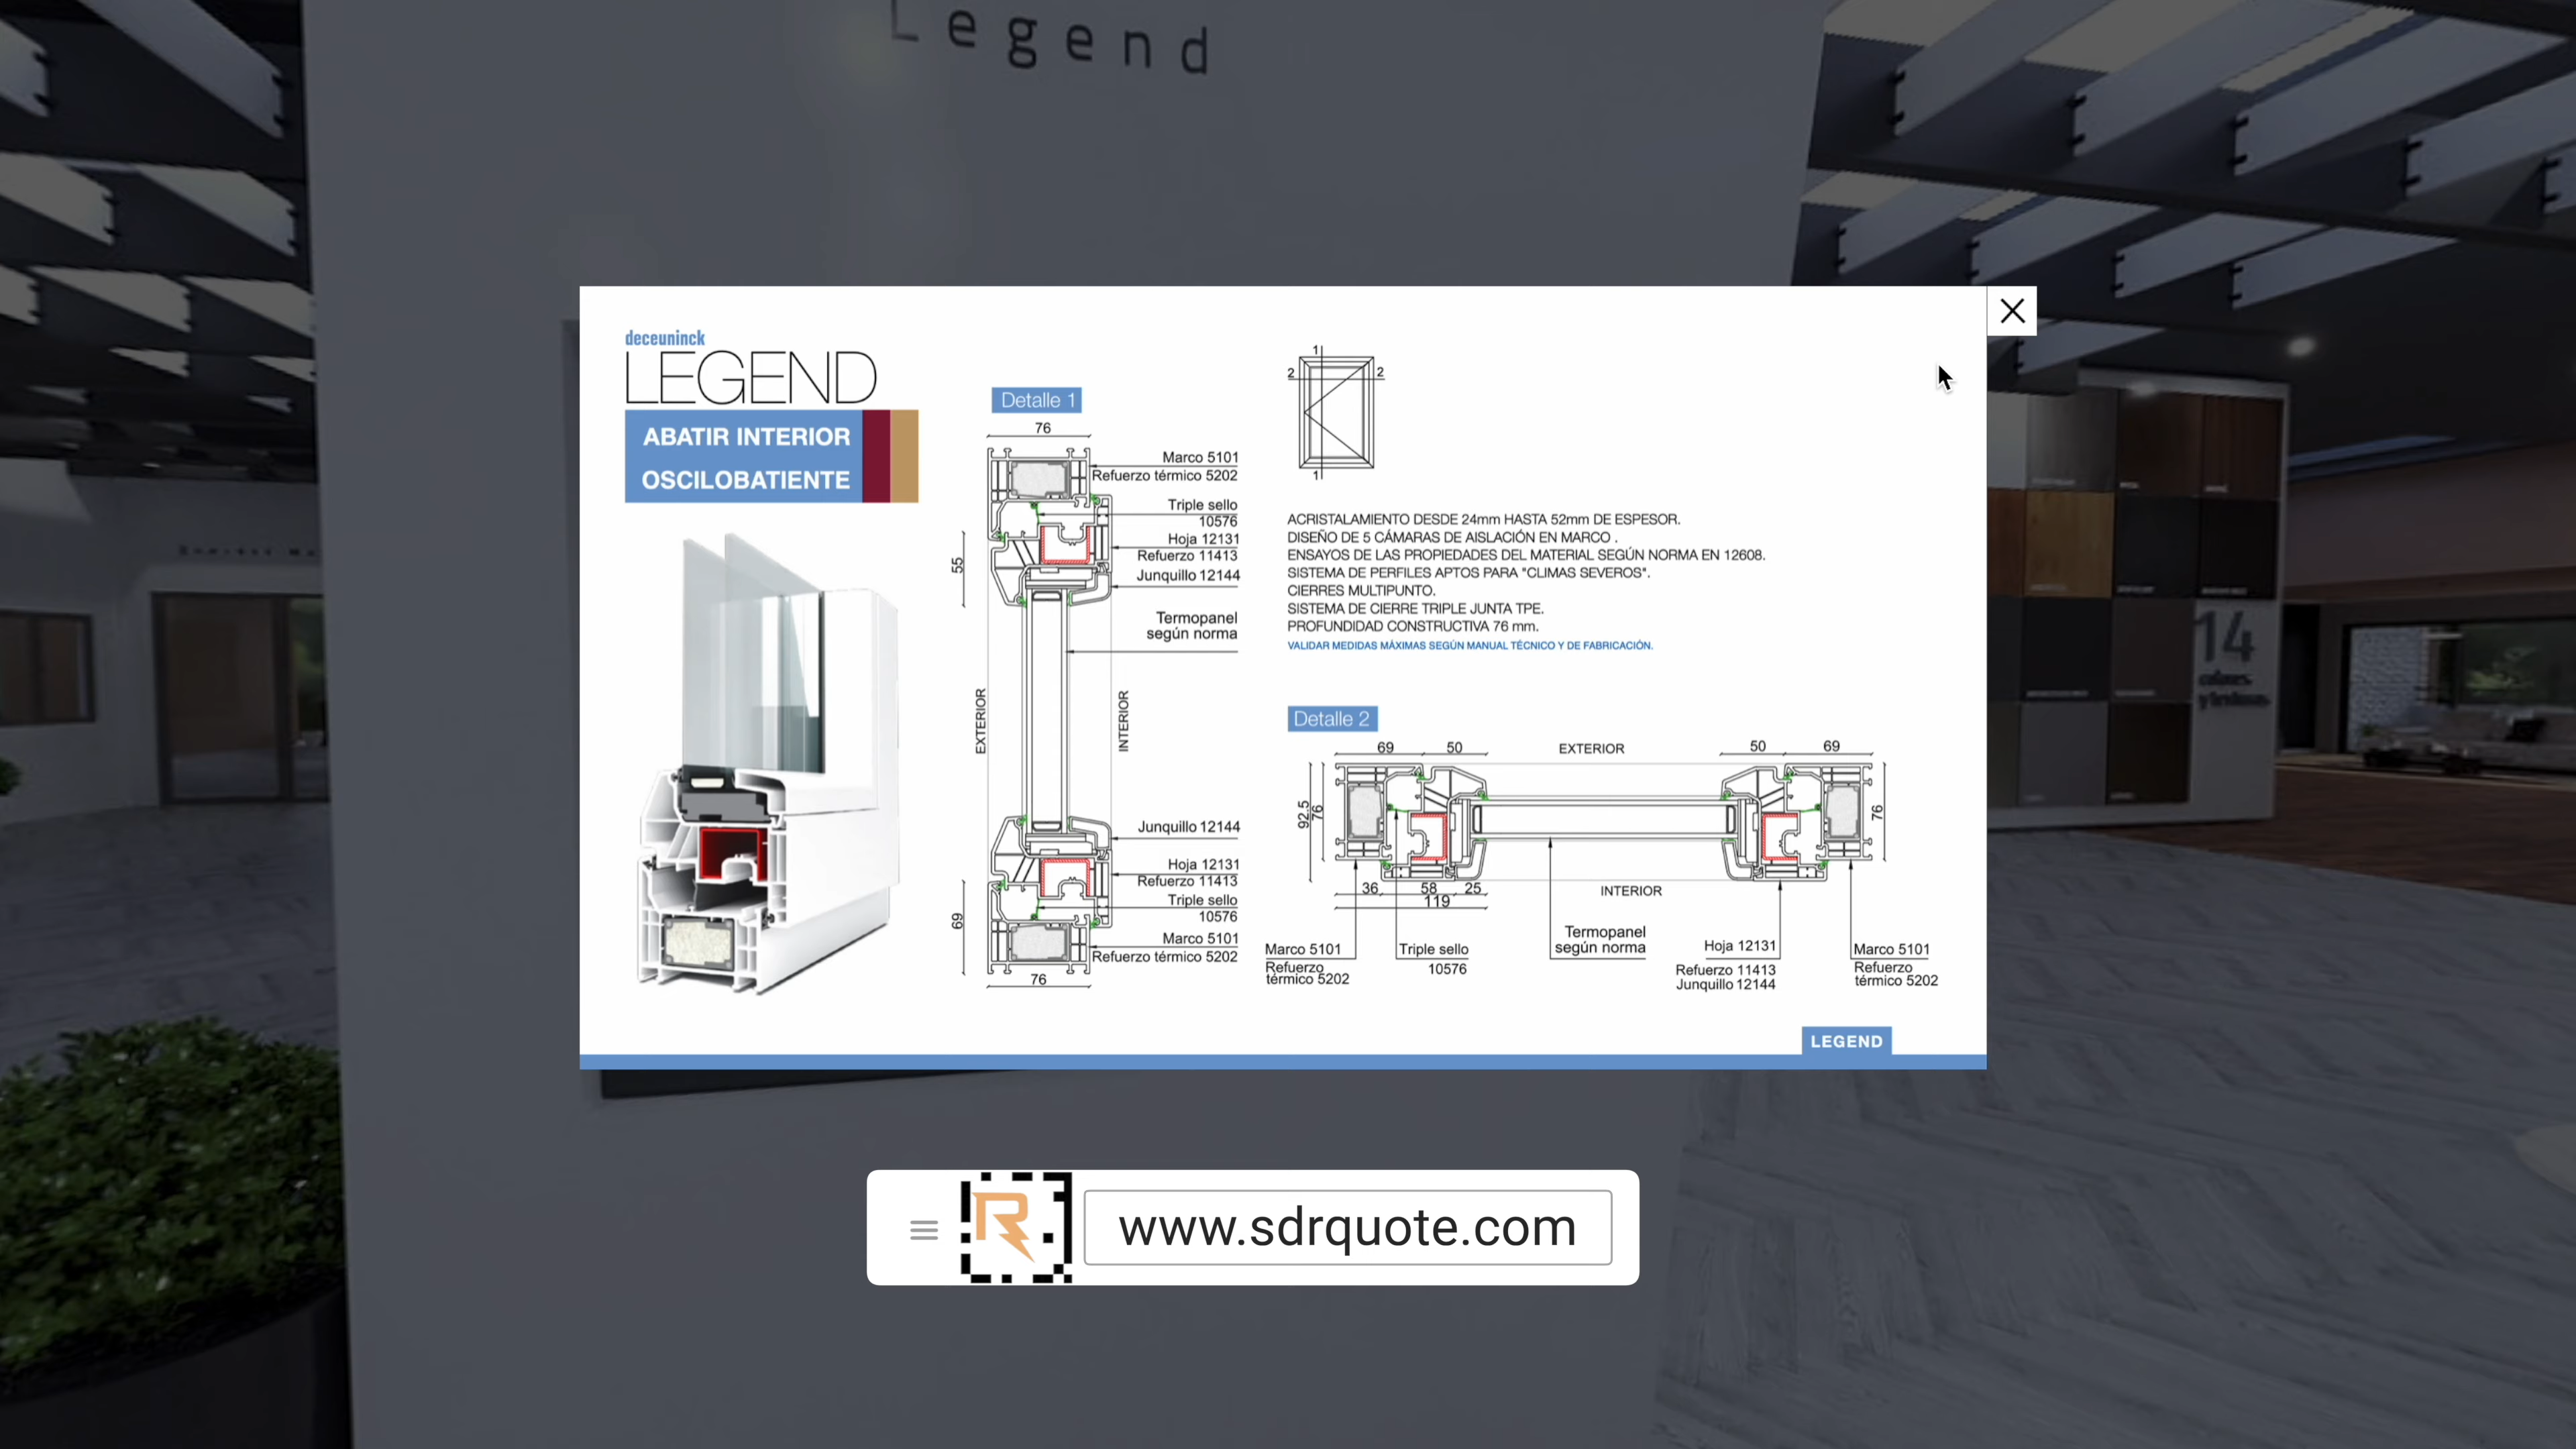 Legend
deceuninck
LEGEND
ABATIR INTERIOR
OSCILOBATIENTE
Detalle 1
76
Marco 5101
Refuerzo térmico 5202
Triple sello
10576
Hoja 12131
Refuerzo 11413
Junquillo 12144
55
Termopanel
según norma
EXTERIOR
INTERIOR
Junquillo 12144
Hoja 12131
Refuerzo 11413
Triple sello
10576
69
Marco 5101
Refuerzo térmico 5202
76
1
2 2
1
ACRISTALAMIENTO DESDE 24mm HASTA 52mm DE ESPESOR.
DISEÑO DE 5 CÁMARAS DE AISLACIÓN EN MARCO .
ENSAYOS DE LAS PROPIEDADES DEL MATERIAL SEGÚN NORMA EN 12608.
SISTEMA DE PERFILES APTOS PARA "CLIMAS SEVEROS".
CIERRES MULTIPUNTO.
SISTEMA DE CIERRE TRIPLE JUNTA TPE.
PROFUNDIDAD CONSTRUCTIVA 76 mm.
VALIDAR MEDIDAS MÁXIMAS SEGÚN MANUAL TÉCNICO Y DE FABRICACIÓN.
Detalle 2
69 50 EXTERIOR 50 69
92.5
76
76
36 58 25
119
INTERIOR
Marco 5101
Refuerzo
térmico 5202
Triple sello
10576
Termopanel
según norma
Hoja 12131
Refuerzo 11413
Junquillo 12144
Marco 5101
Refuerzo
térmico 5202
LEGEND
14
R
www.sdrquote.com